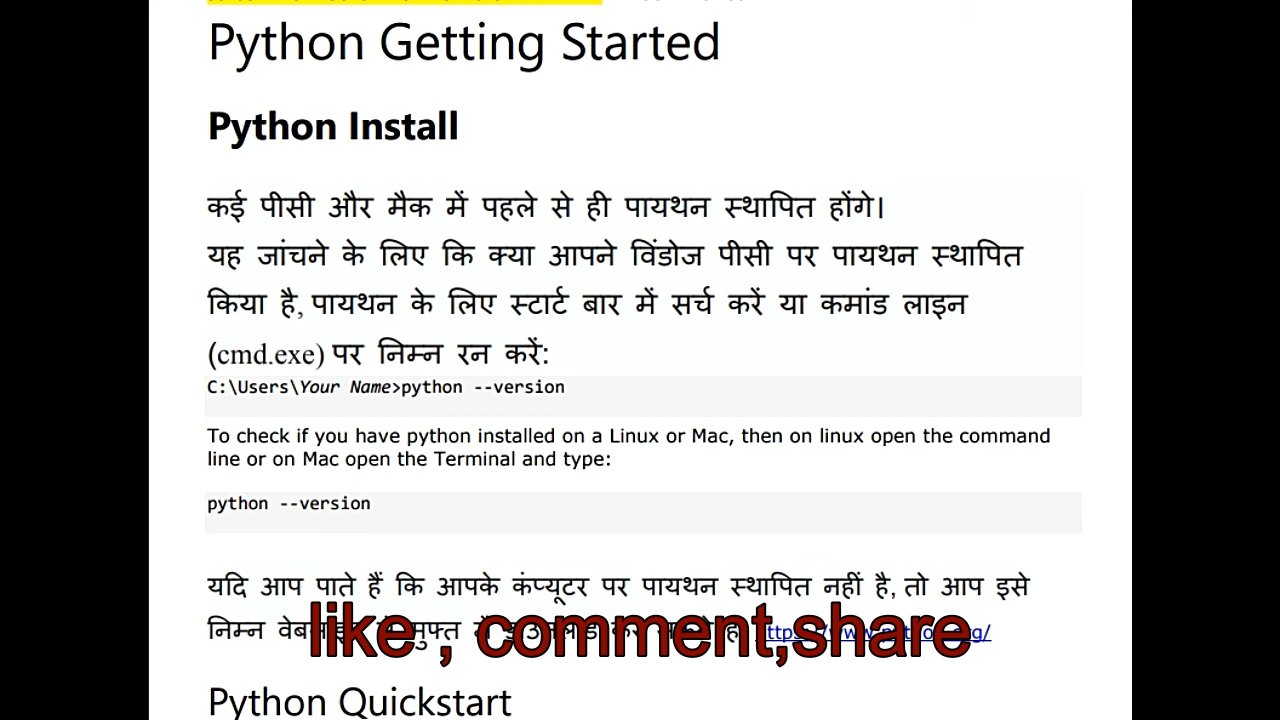 Python Getting Started
Python Install
कई पीसी और मैक में पहले से ही पायथन स्थापित होंगे।
यह जांचने के लिए कि क्या आपने विंडोज पीसी पर पायथन स्थापित
किया है, पायथन के लिए स्टार्ट बार में सर्च करें या कमांड लाइन
(cmd.exe) पर निम्न रन करें:
C:\Users\Your Name>python --version
To check if you have python installed on a Linux or Mac, then on linux open the command
line or on Mac open the Terminal and type:
python --version
यदि आप पाते हैं कि आपके कंप्यूटर पर पायथन स्थापित नहीं है, तो आप इसे
निम्न
like , comment,share
Python Quickstart